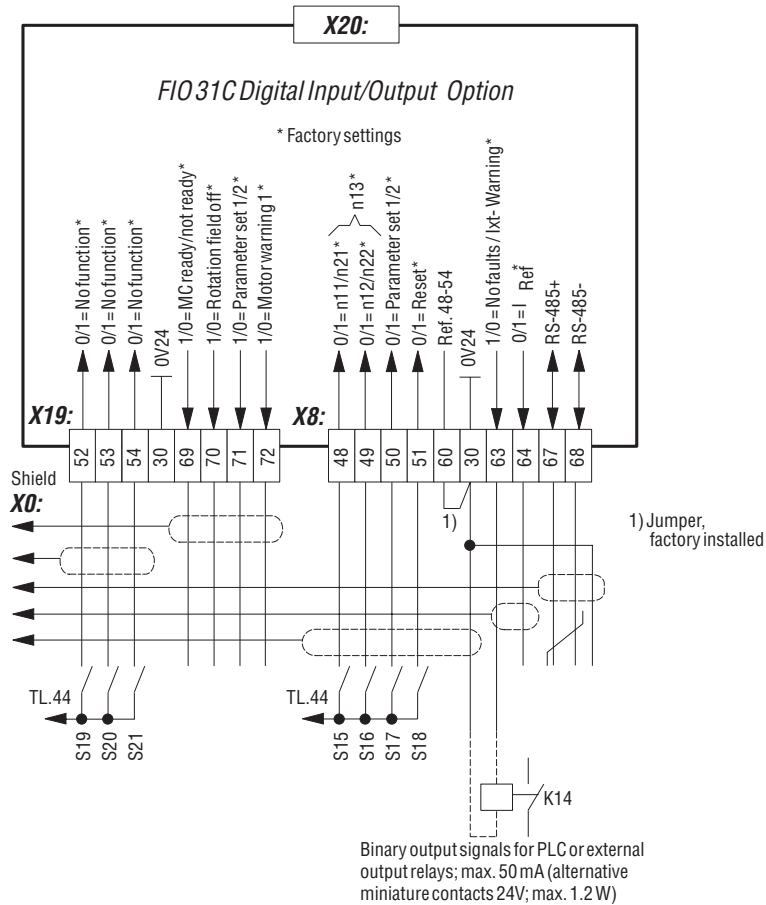 X20:
FIO 31C Digital Input/Output Option
* Factory settings
0/1 = No function*
0/1 = No function*
0/1 = No function*
0V24
1/0= MC ready/not ready*
1/0= Rotation field off*
1/0= Parameter set 1/2*
1/0= Motor warning 1*
0/1 = n11/n21*
0/1 = n12/n22*
n13*
0/1 = Parameter set 1/2*
0/1 = Reset*
Ref. 48-54
0V24
1/0 = No faults / Ixt- Warning*
0/1 = I Ref*
RS-485+
RS-485-
X19:
X8:
52 53 54 30 69 70 71 72
48 49 50 51 60 30 63 64 67 68
Shield
X0:
1)
1) Jumper,
factory installed
TL.44
S19 S20 S21
TL.44
S15 S16 S17 S18
K14
Binary output signals for PLC or external
output relays; max. 50 mA (alternative
miniature contacts 24V; max. 1.2 W)